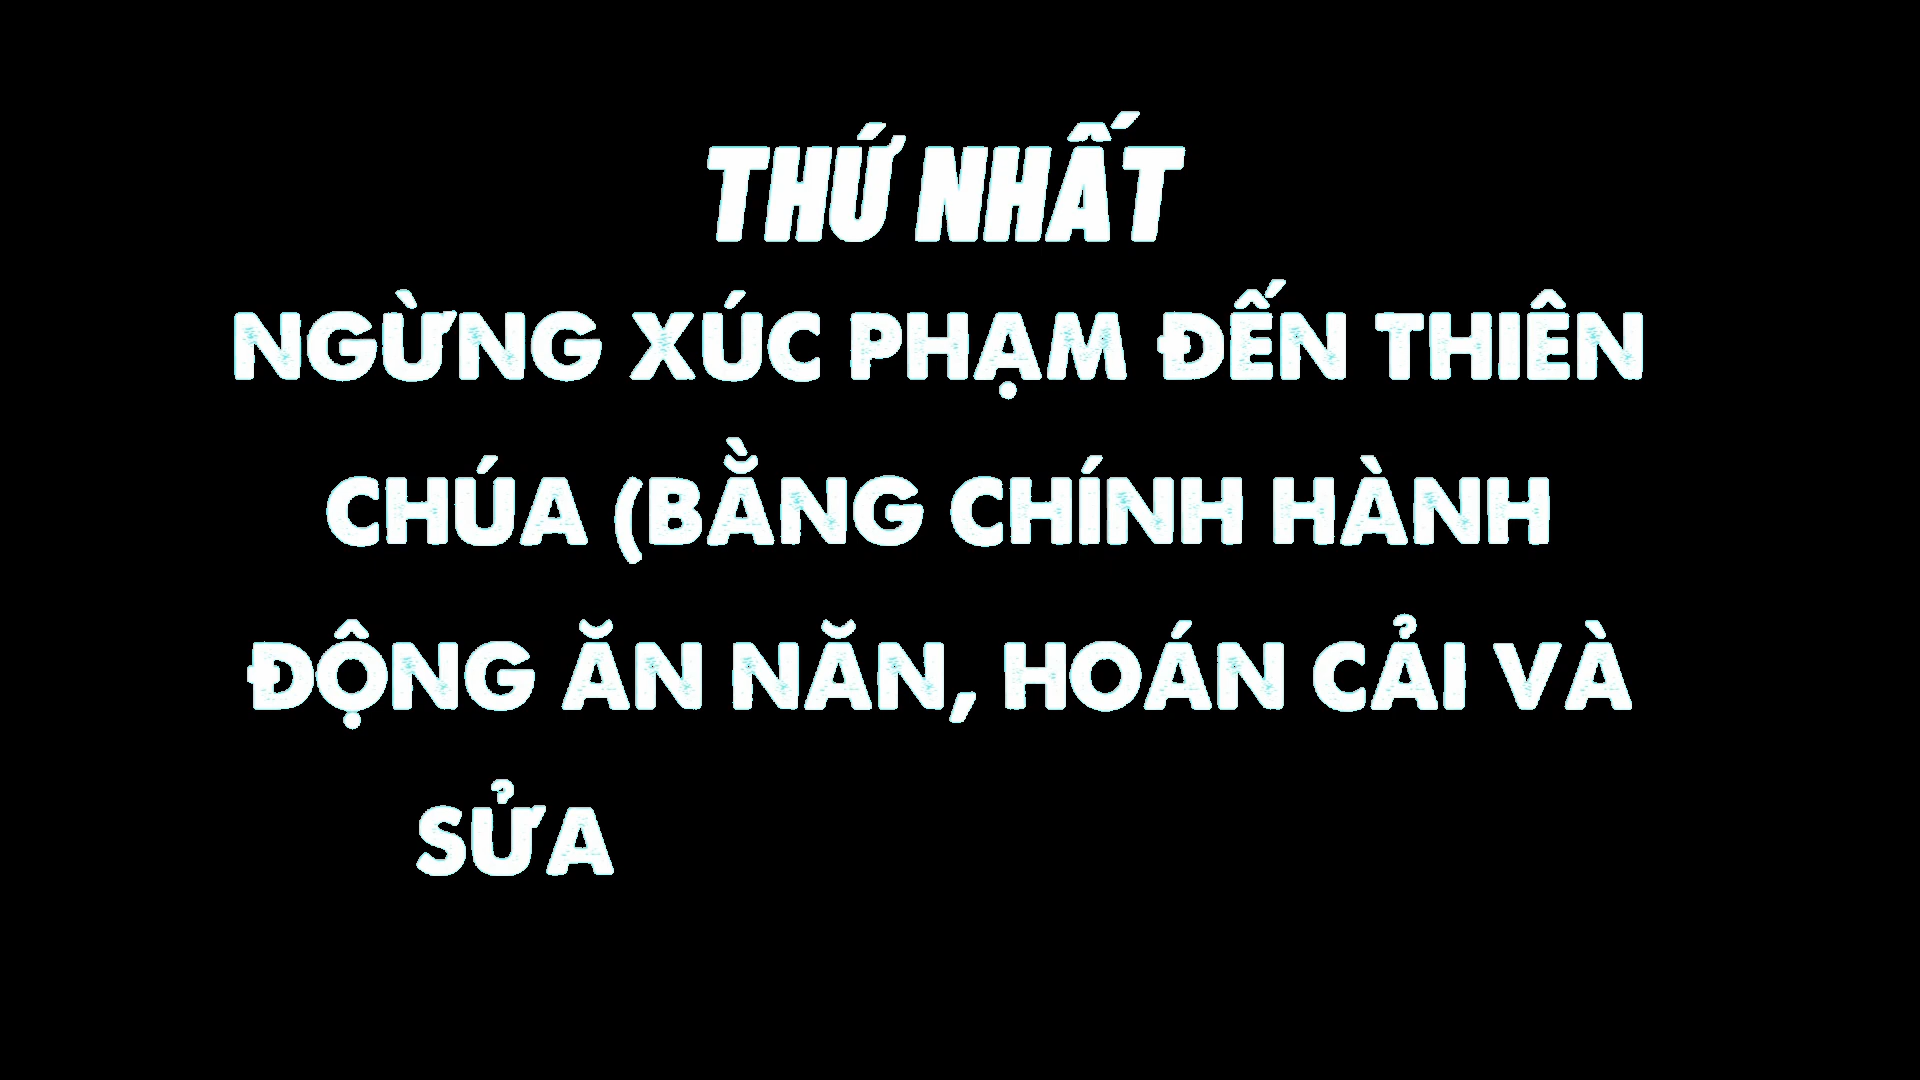 THỨ NHẤT
NGỪNG XÚC PHẠM ĐẾN THIÊN
CHÚA (BẰNG CHÍNH HÀNH
ĐỘNG ĂN NĂN, HOÁN CẢI VÀ
SỬA